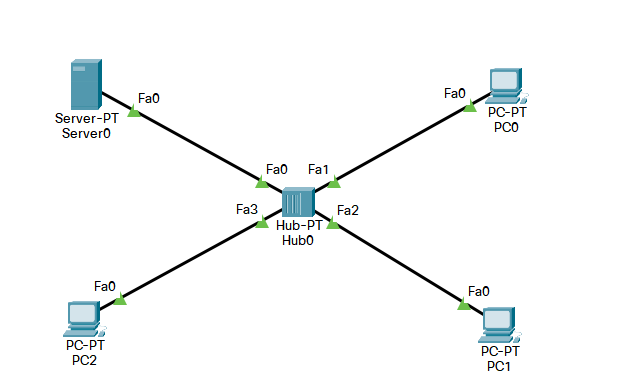 Fa0
Server-PT
Server0
Fa0
PC-PT
PC0
Fa0
Fa1
Fa3
Fa2
Hub-PT
Hub0
Fa0
PC-PT
PC2
Fa0
PC-PT
PC1